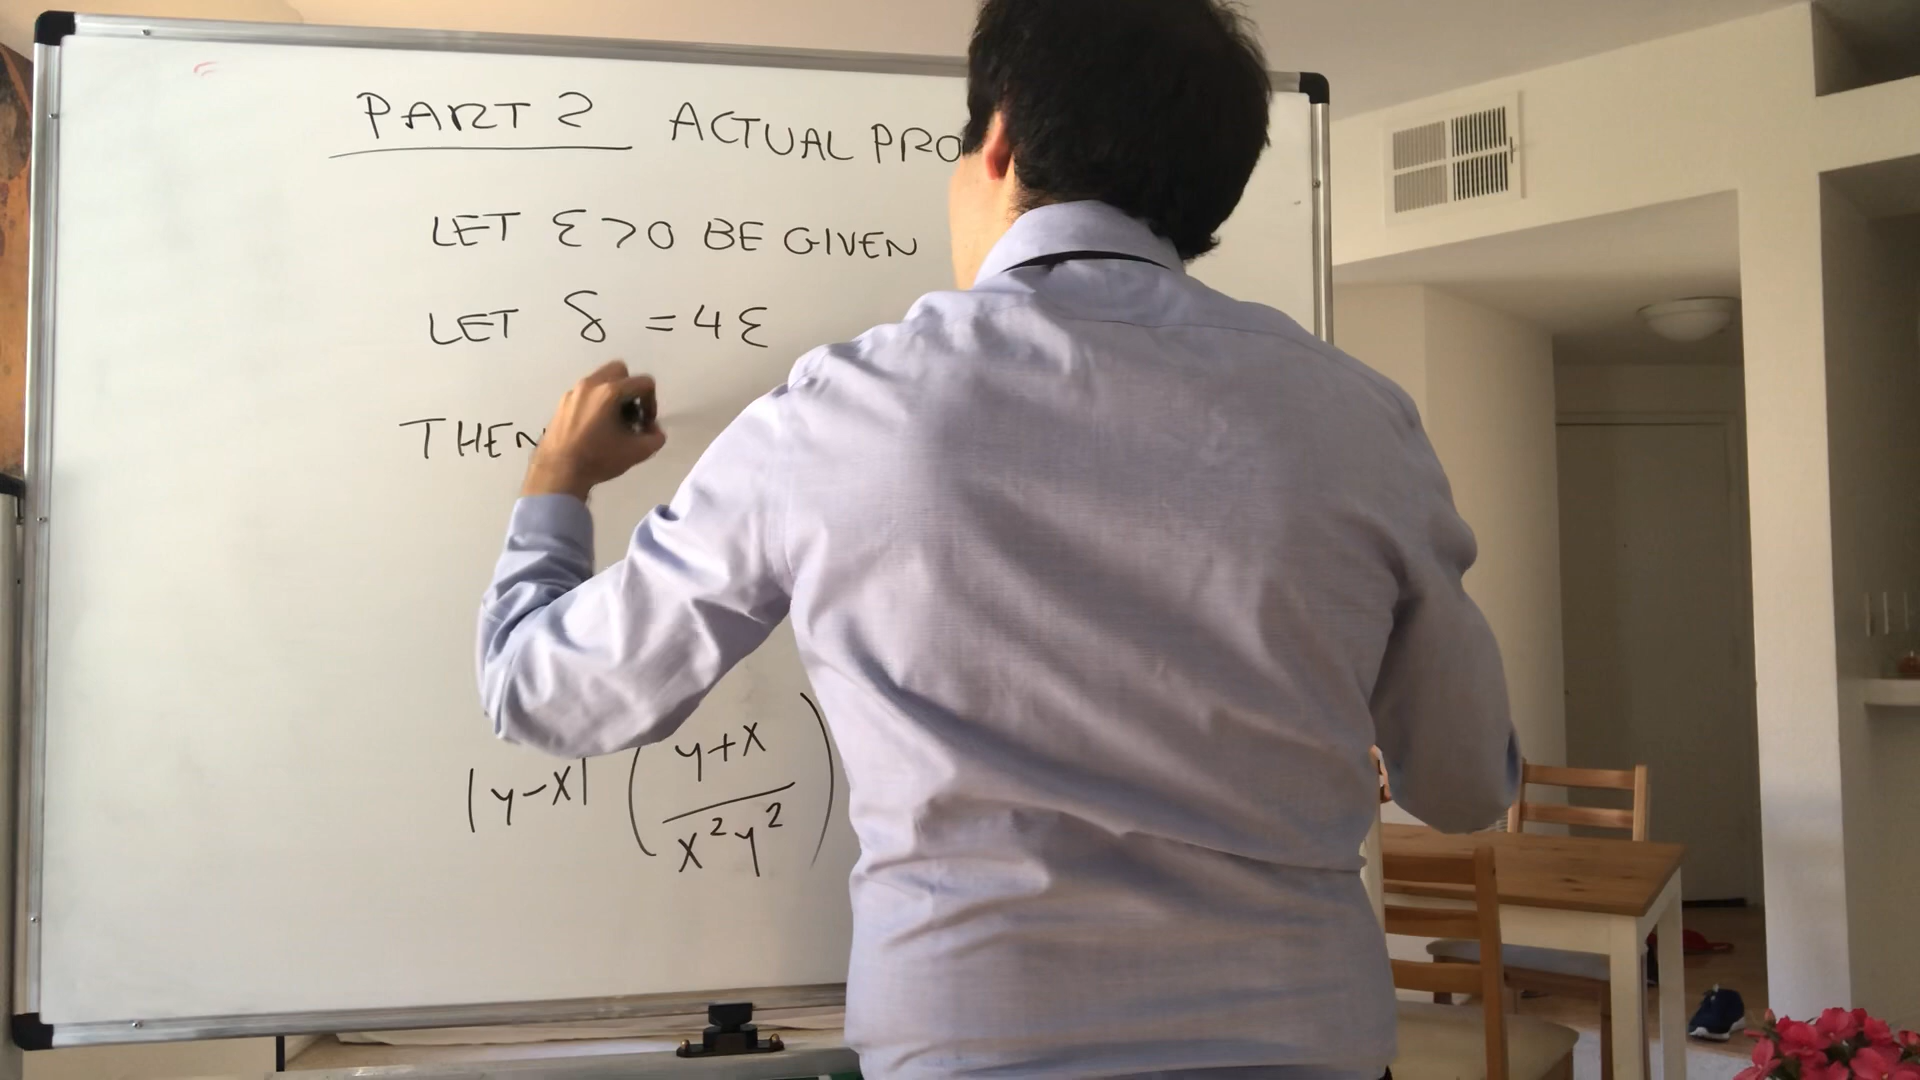 PART 2 ACTUAL PRO
LET ε>0 BE GIVEN
LET δ = 4ε
THEN
|y-x| (y+x / x²y²)